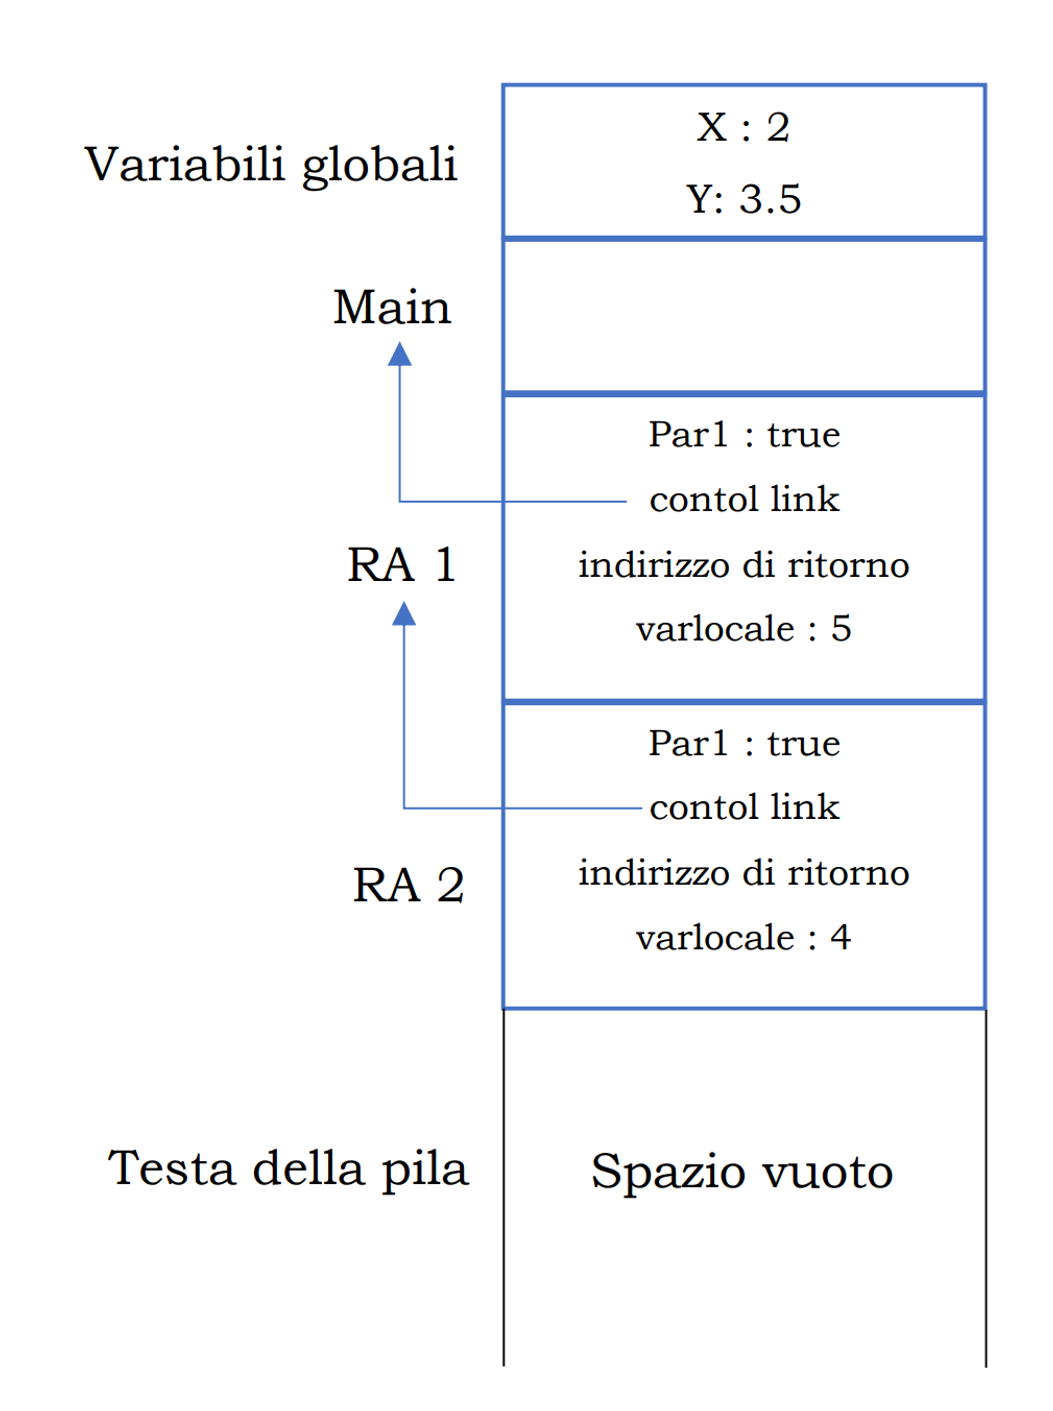 X : 2
Variabili globali
Y: 3.5
Main
Par1 : true
contol link
RA 1
indirizzo di ritorno
varlocale : 5
Par1 : true
contol link
RA 2
indirizzo di ritorno
varlocale : 4
Testa della pila
Spazio vuoto